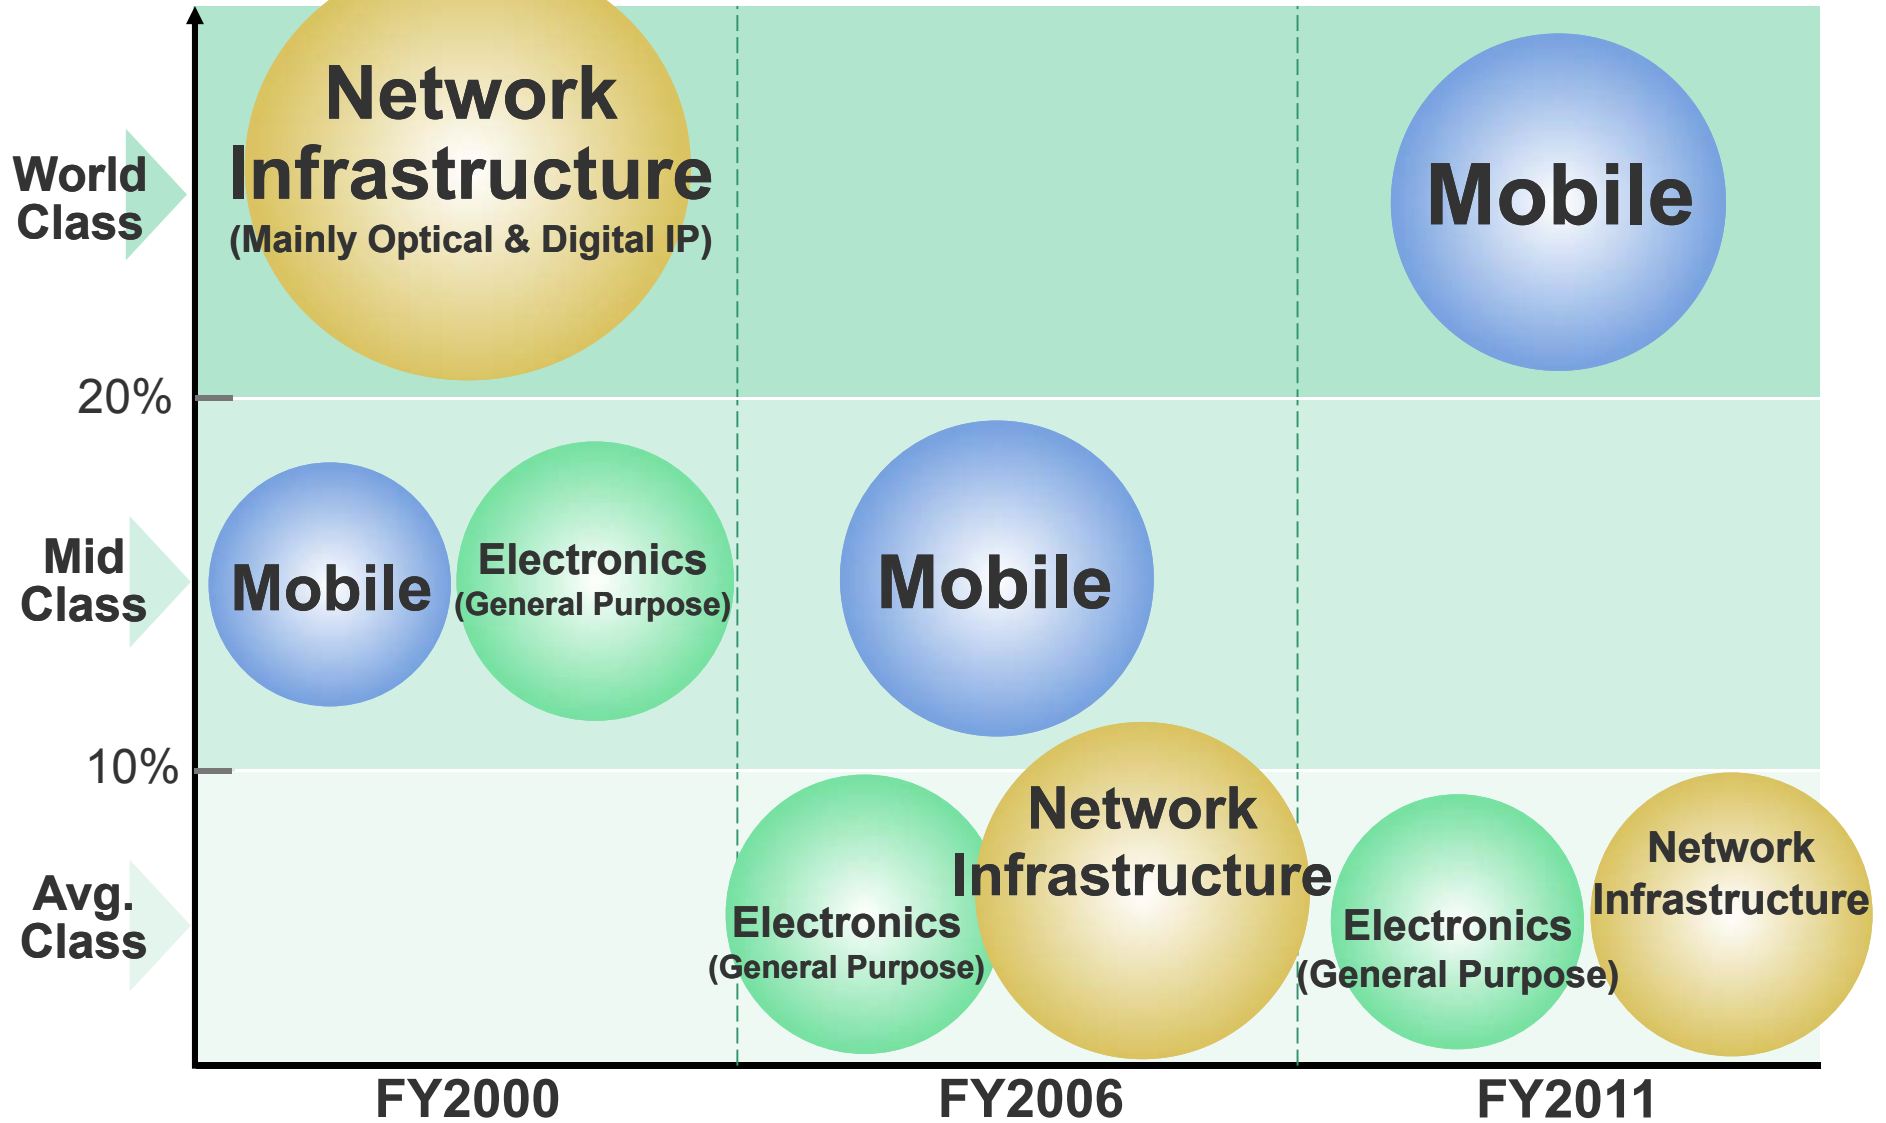 World
Class
20%
Mid
Class
10%
Avg.
Class
Network
Infrastructure
(Mainly Optical & Digital IP)
Mobile
Mobile
Electronics
(General Purpose)
Mobile
Electronics
(General Purpose)
Network
Infrastructure
Electronics
(General Purpose)
Network
Infrastructure
FY2000
FY2006
FY2011